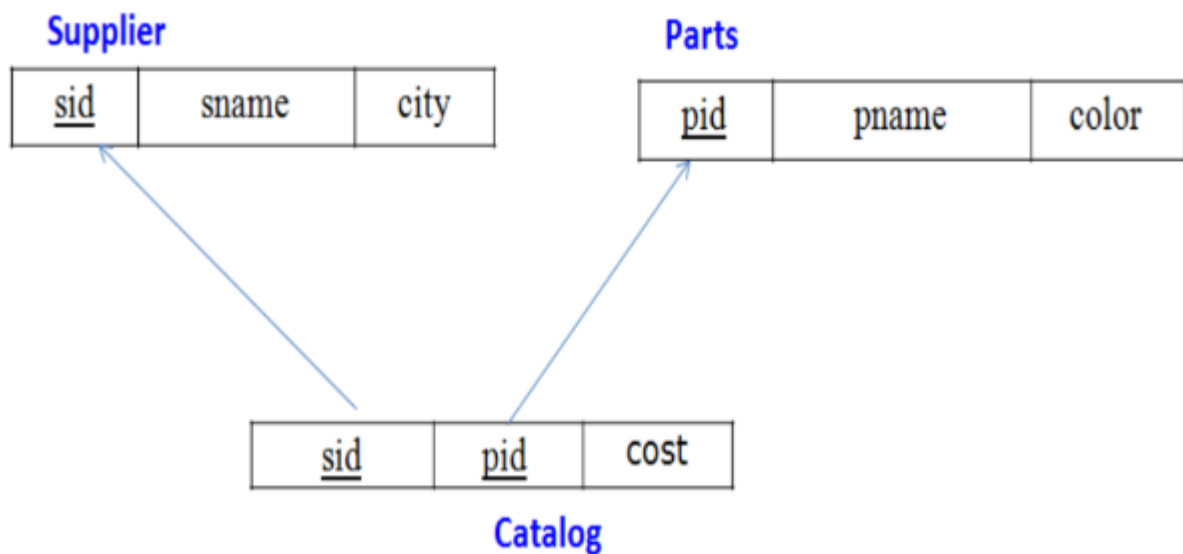 Supplier
sid sname city
Parts
pid pname color
sid pid cost
Catalog